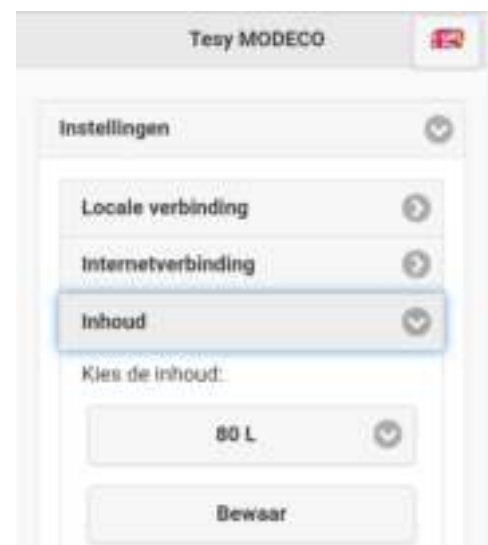 Tesy MODECO
Instellingen
Locale verbinding
Internetverbinding
Inhoud
Kies de inhoud:
80 L
Bewaar